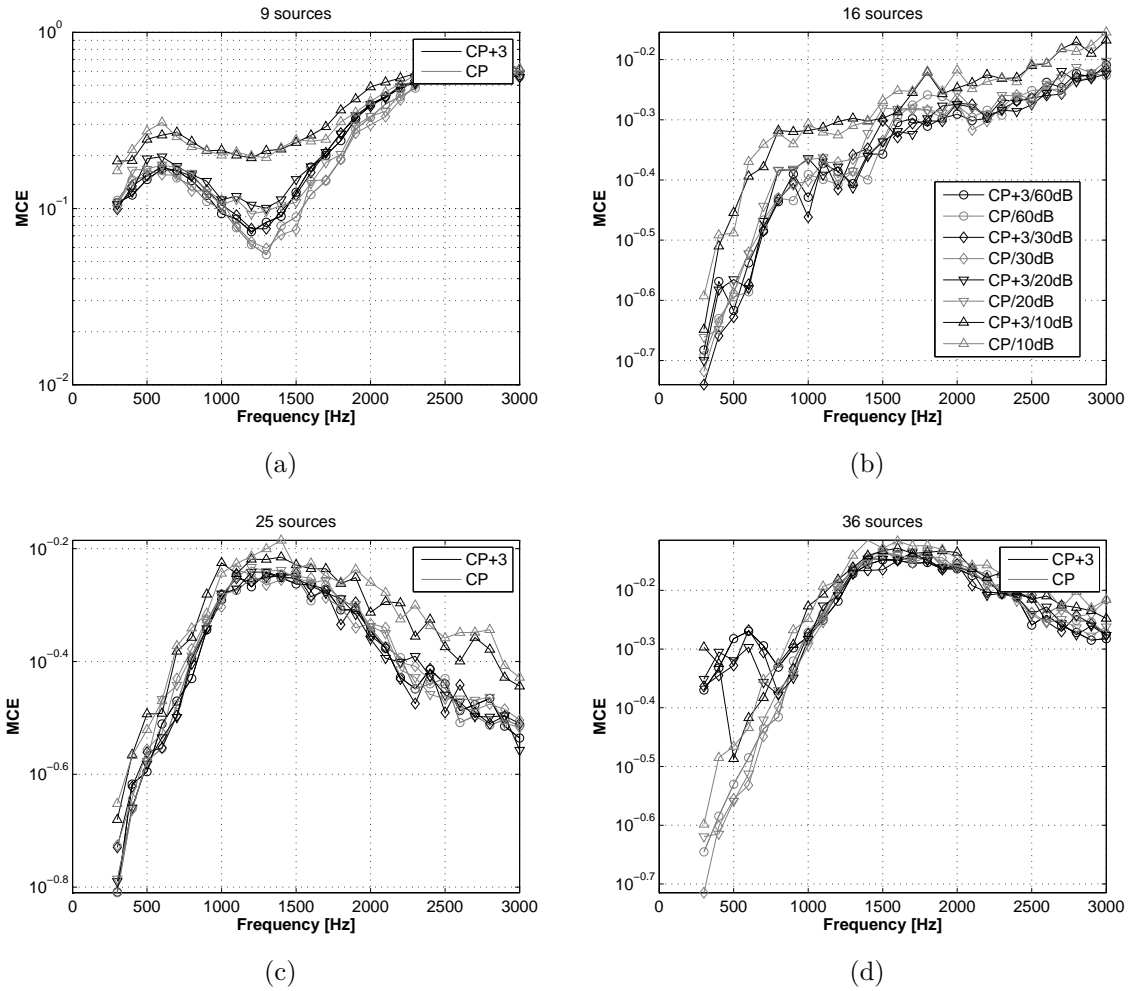 9 sources
10^0
10^-1
10^-2
MCE
CP+3
CP
0 500 1000 1500 2000 2500 3000
Frequency [Hz]
(a)
16 sources
10^-0.2
10^-0.3
10^-0.4
10^-0.5
10^-0.6
10^-0.7
MCE
CP+3/60dB
CP/60dB
CP+3/30dB
CP/30dB
CP+3/20dB
CP/20dB
CP+3/10dB
CP/10dB
0 500 1000 1500 2000 2500 3000
Frequency [Hz]
(b)
25 sources
10^-0.2
10^-0.4
10^-0.6
10^-0.8
MCE
CP+3
CP
0 500 1000 1500 2000 2500 3000
Frequency [Hz]
(c)
36 sources
10^-0.2
10^-0.3
10^-0.4
10^-0.5
10^-0.6
10^-0.7
MCE
CP+3
CP
0 500 1000 1500 2000 2500 3000
Frequency [Hz]
(d)